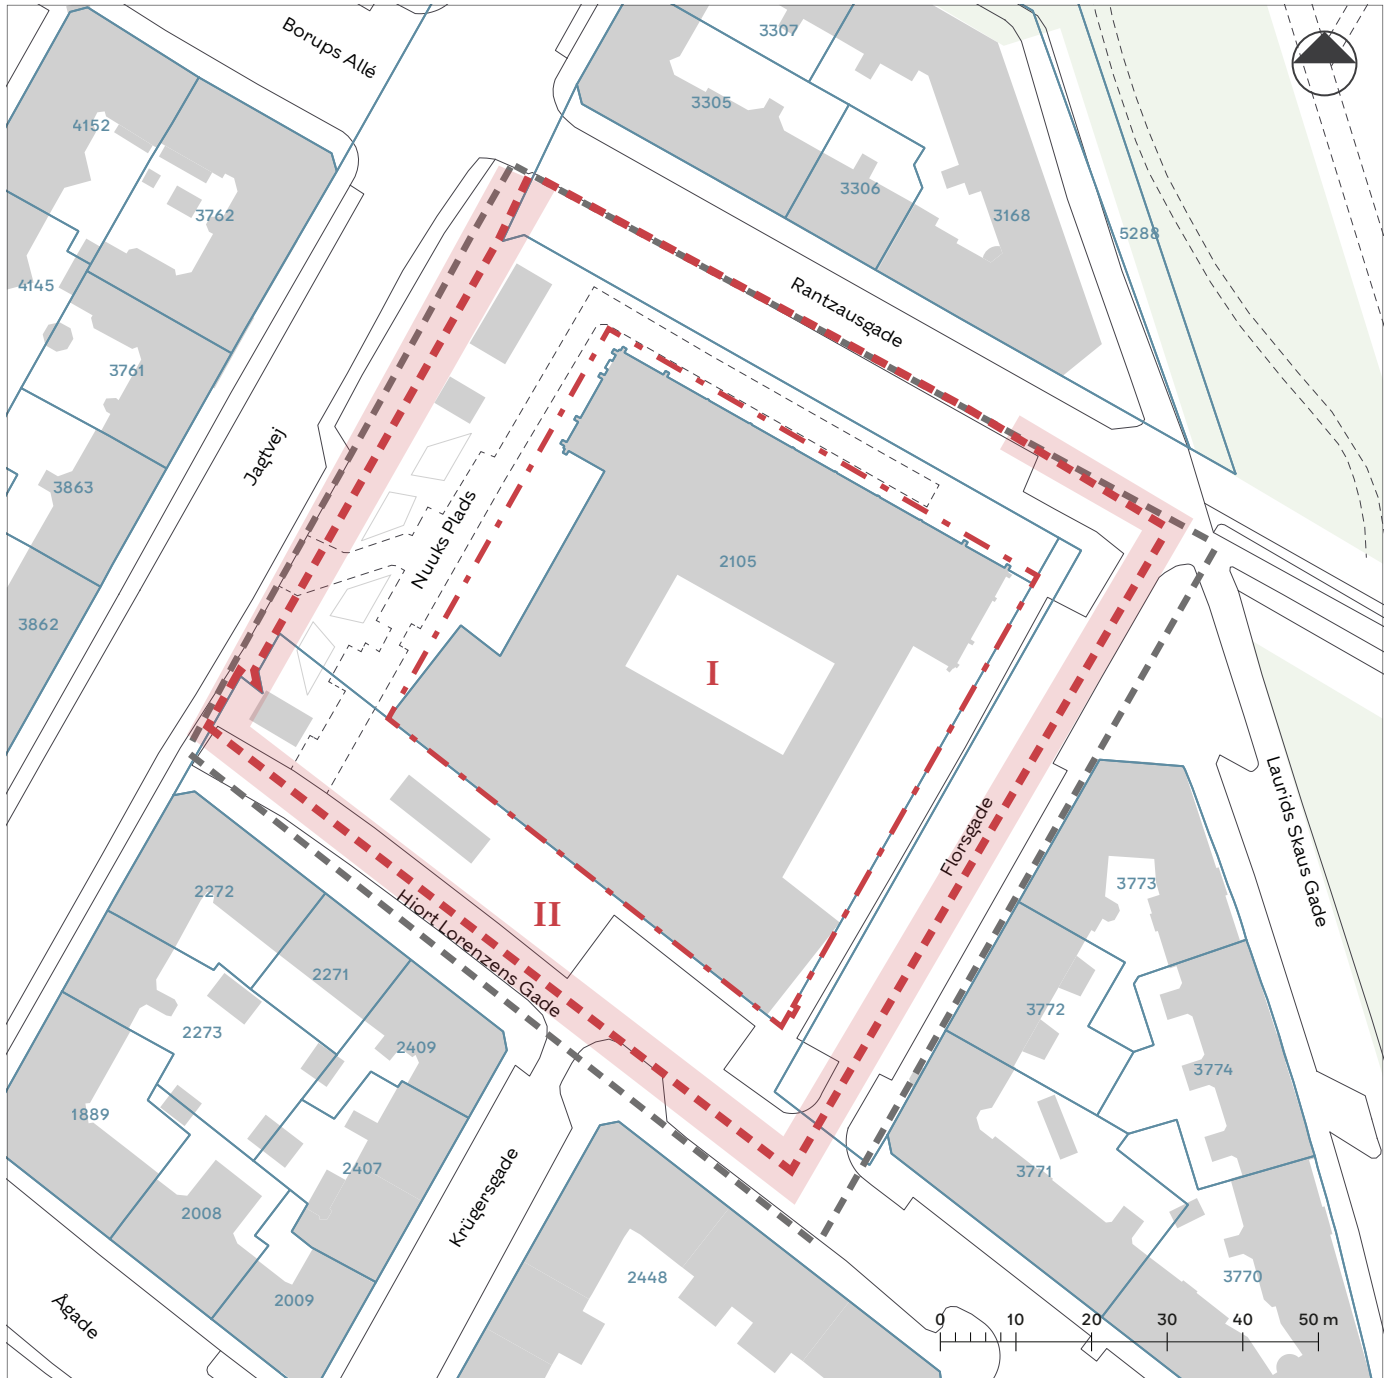 Borups Allé
3307
3305
4152
3306
3762
3168
5288
4145
Rantzausgade
3761
Jagtvej
3863
Nuuks Plads
2105
3862
I
Laurids Skaus Gade
Florsgade
3773
2272
II
Hiort Lorenzens Gade
2271
3772
2273
2409
3774
1889
2407
3771
Krügersgade
2008
2448
3770
2009
Ågade
0 10 20 30 40 50 m